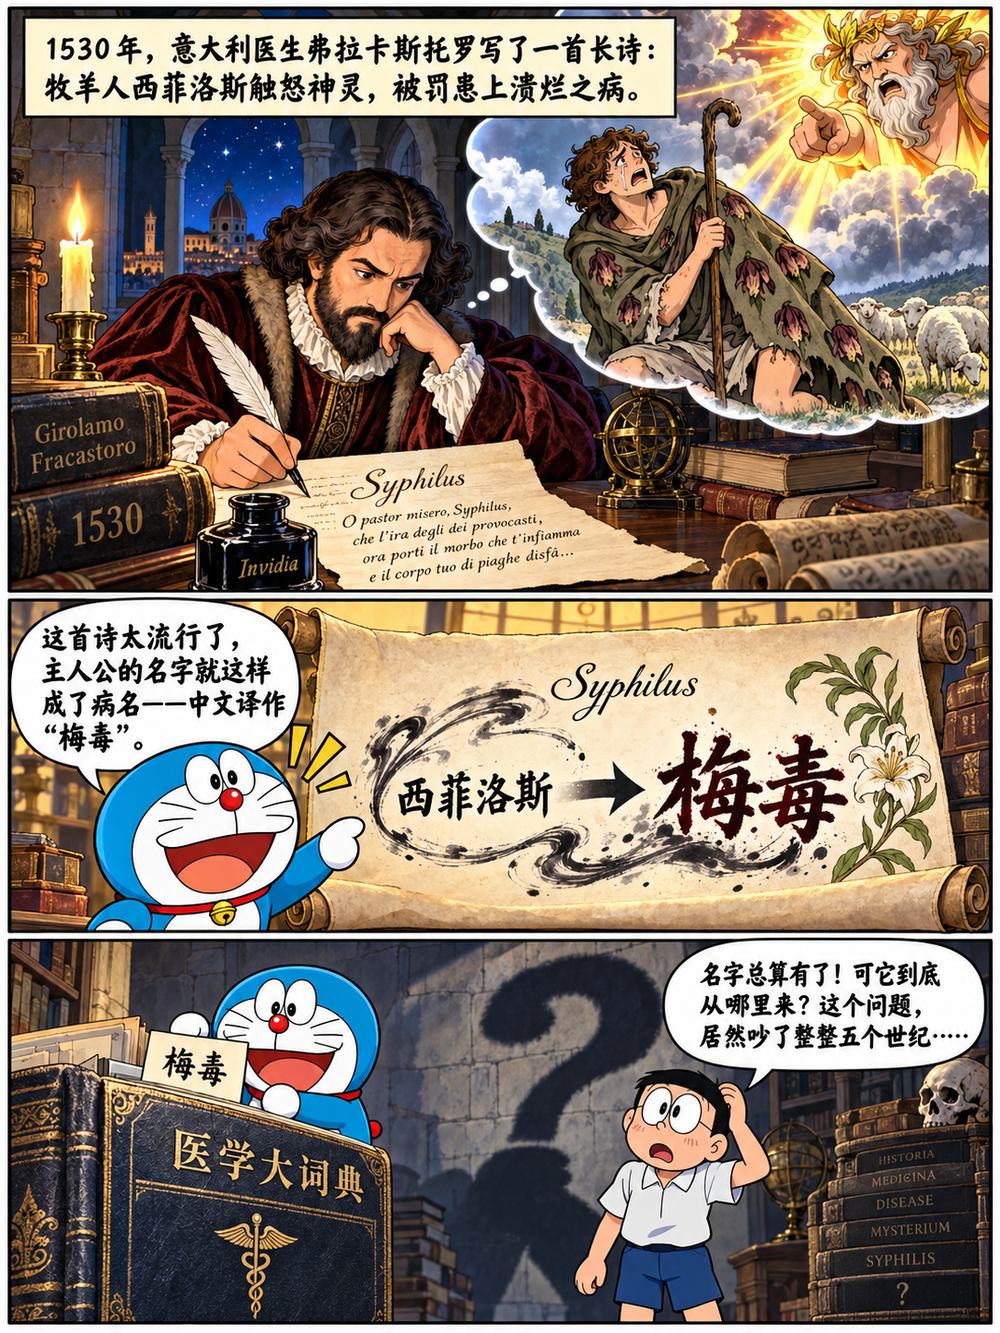 1530年，意大利医生弗拉卡斯托罗写了一首长诗：
牧羊人西菲洛斯触怒神灵，被罚患上溃烂之病。
Girolamo
Fracastoro
1530
Invidia
Syphilus
O pastor misero, Syphilus,
che l'ira degli dei provocasti,
ora porti il morbo che t'infiamma
e il corpo tuo di piaghe disfà...
这首诗太流行了，
主人公的名字就这样
成了病名——中文译作
“梅毒”。
Syphilus
西菲洛斯
梅毒
梅毒
医学大词典
名字总算有了！可它到底
从哪里来？这个问题，
居然吵了整整五个世纪……
HISTORIA
MEDICINA
DISEASE
MYSTERIUM
SYPHILIS
?